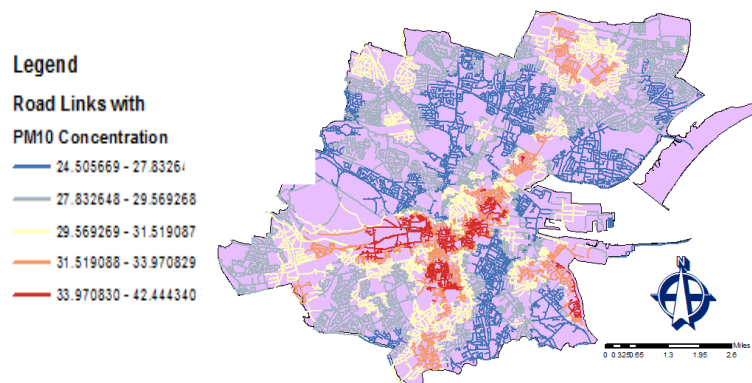 Legend
Road Links with
PM10 Concentration
24.505669 - 27.83264
27.832648 - 29.569268
29.569269 - 31.519087
31.519088 - 33.970829
33.970830 - 42.444340
N
Miles
0 0.325 0.65 1.3 1.95 2.6